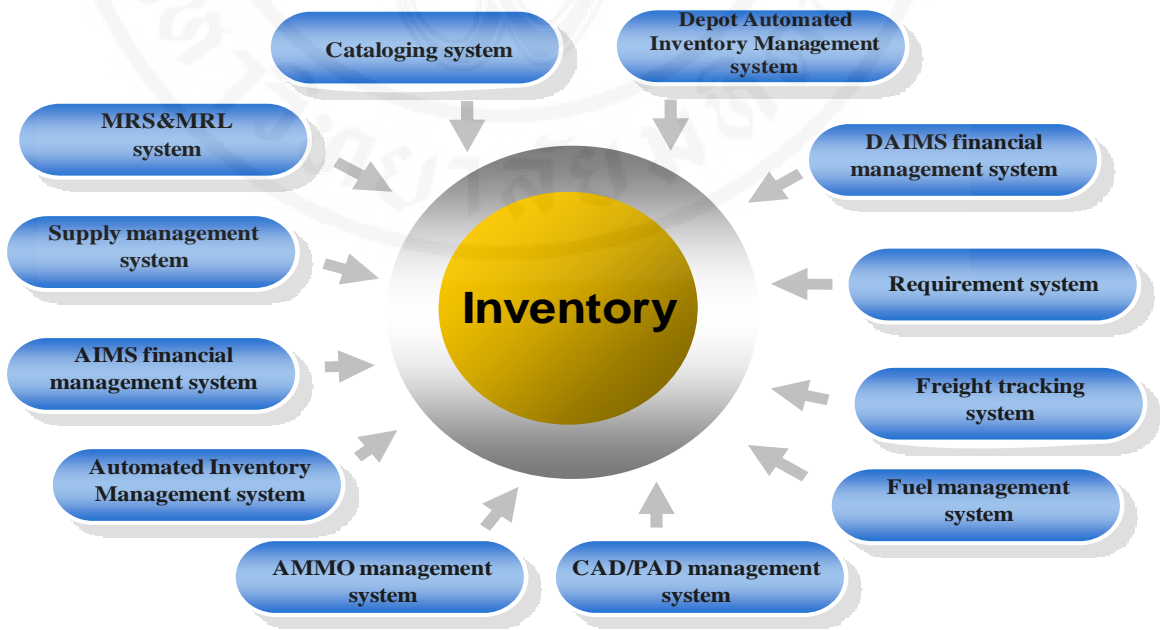 Cataloging system
Depot Automated
Inventory Management
system
MRS&MRL
system
DAIMS financial
management system
Supply management
system
Requirement system
Inventory
AIMS financial
management system
Freight tracking
system
Automated Inventory
Management system
Fuel management
system
AMMO management
system
CAD/PAD management
system